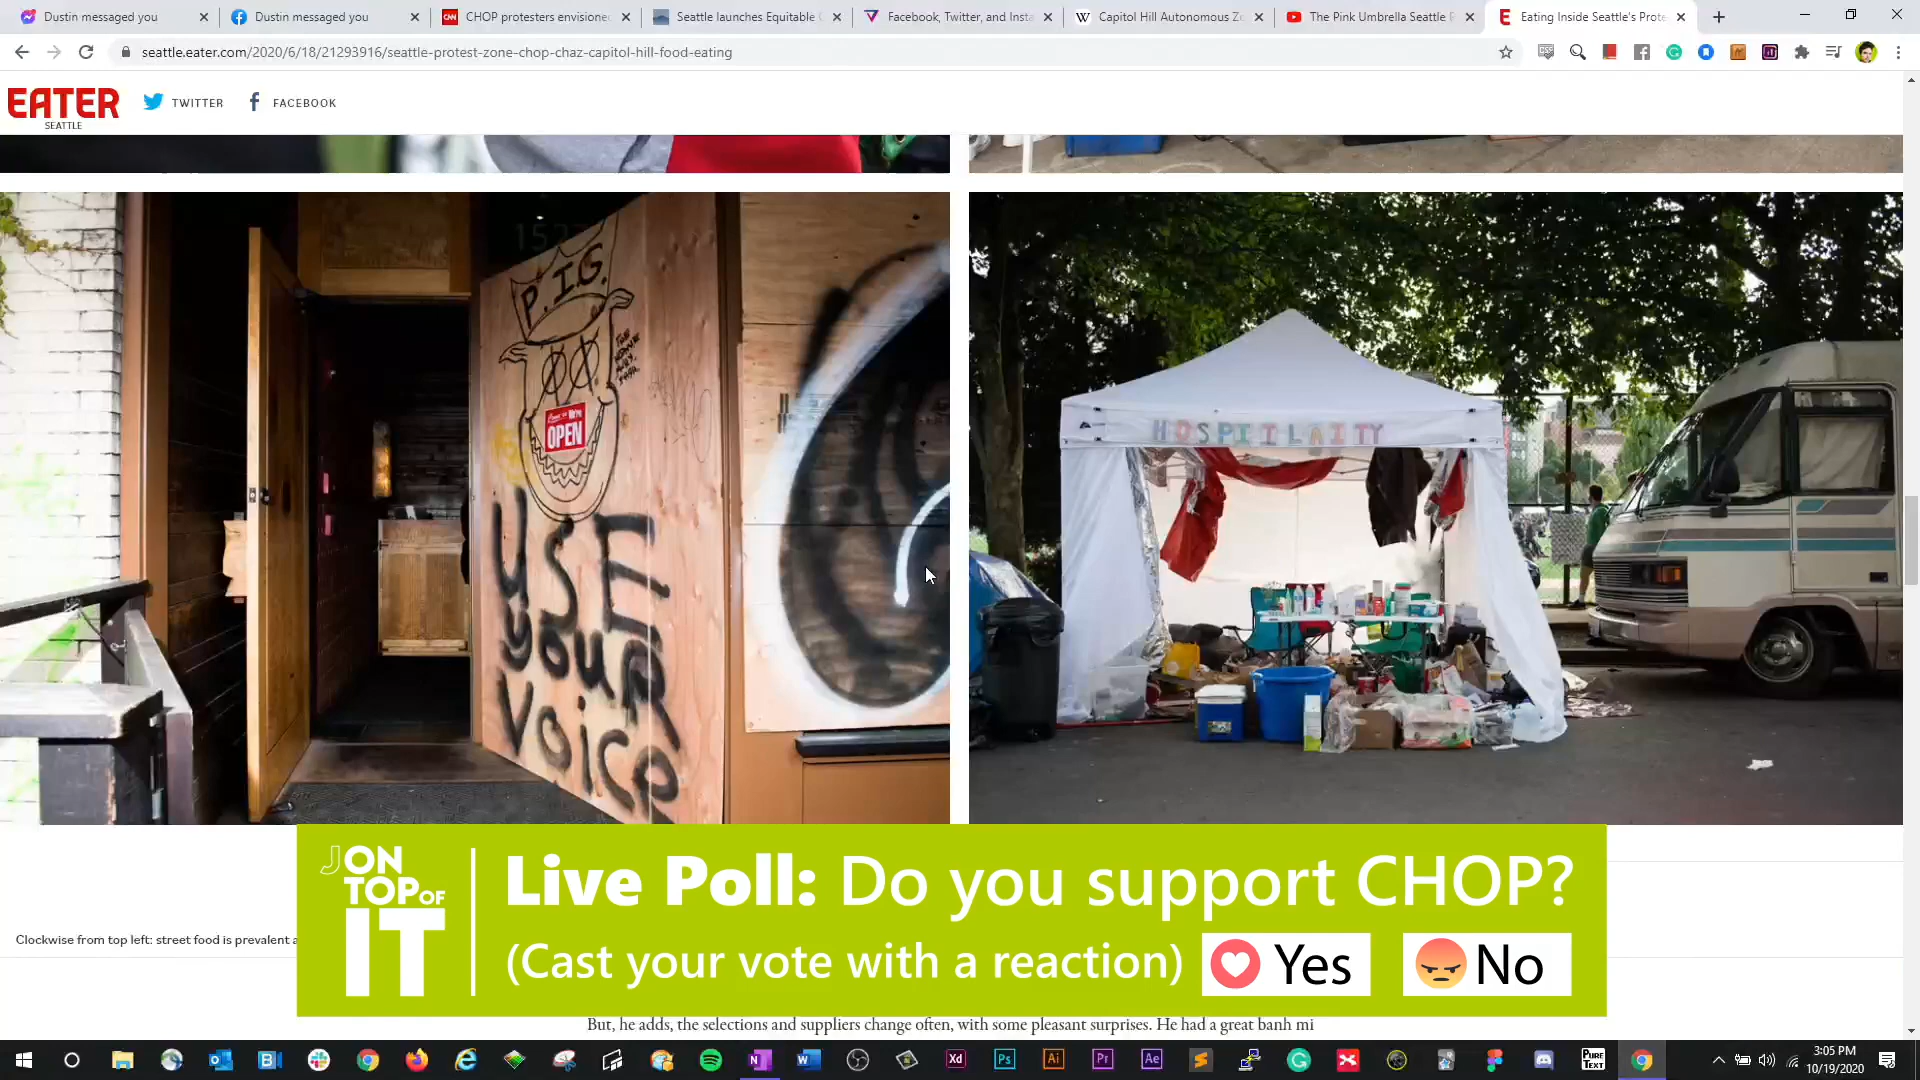 Dustin messaged you
Dustin messaged you
CHOP protesters envisione
Seattle launches Equitable
Facebook, Twitter, and Insta
Capitol Hill Autonomous Zo
The Pink Umbrella Seattle
Eating Inside Seattle's Prote
seattle.eater.com/2020/6/18/21293916/seattle-protest-zone-chop-chaz-capitol-hill-food-eating
EATER
SEATTLE
TWITTER
FACEBOOK
P.I.G.
OPEN
USE
your
Voice
HOSPITILAITY
JON
TOP OF
IT
Live Poll: Do you support CHOP?
(Cast your vote with a reaction) Yes No
Clockwise from top left: street food is prevalent a
But, he adds, the selections and suppliers change often, with some pleasant surprises. He had a great banh mi
3:05 PM
10/19/2020